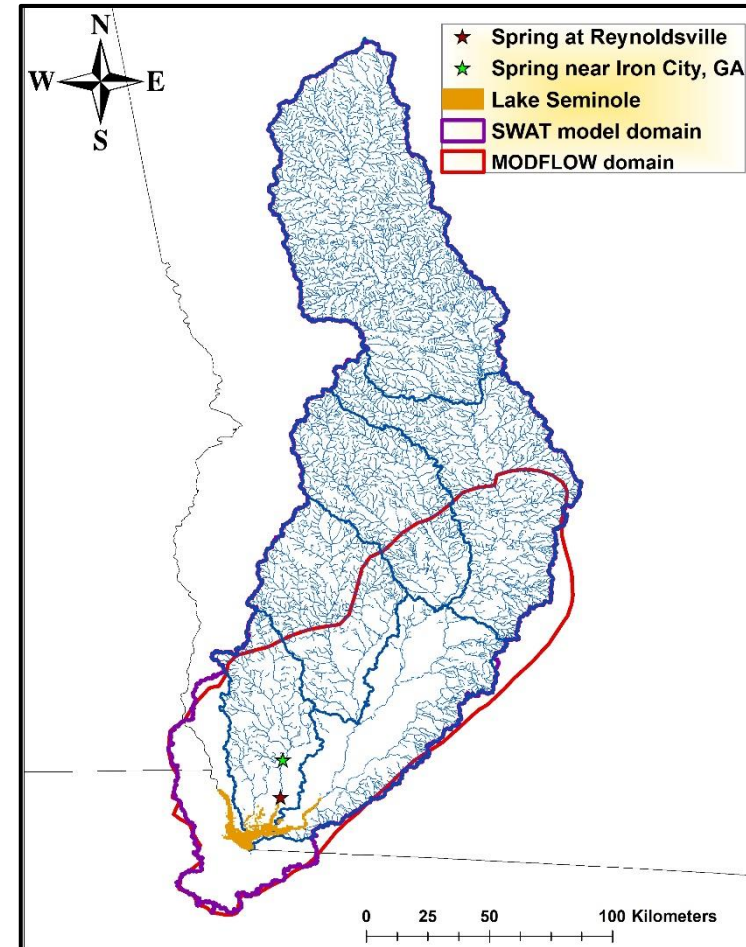 N
W E
S
Spring at Reynoldsville
Spring near Iron City, GA
Lake Seminole
SWAT model domain
MODFLOW domain
0 25 50 100 Kilometers